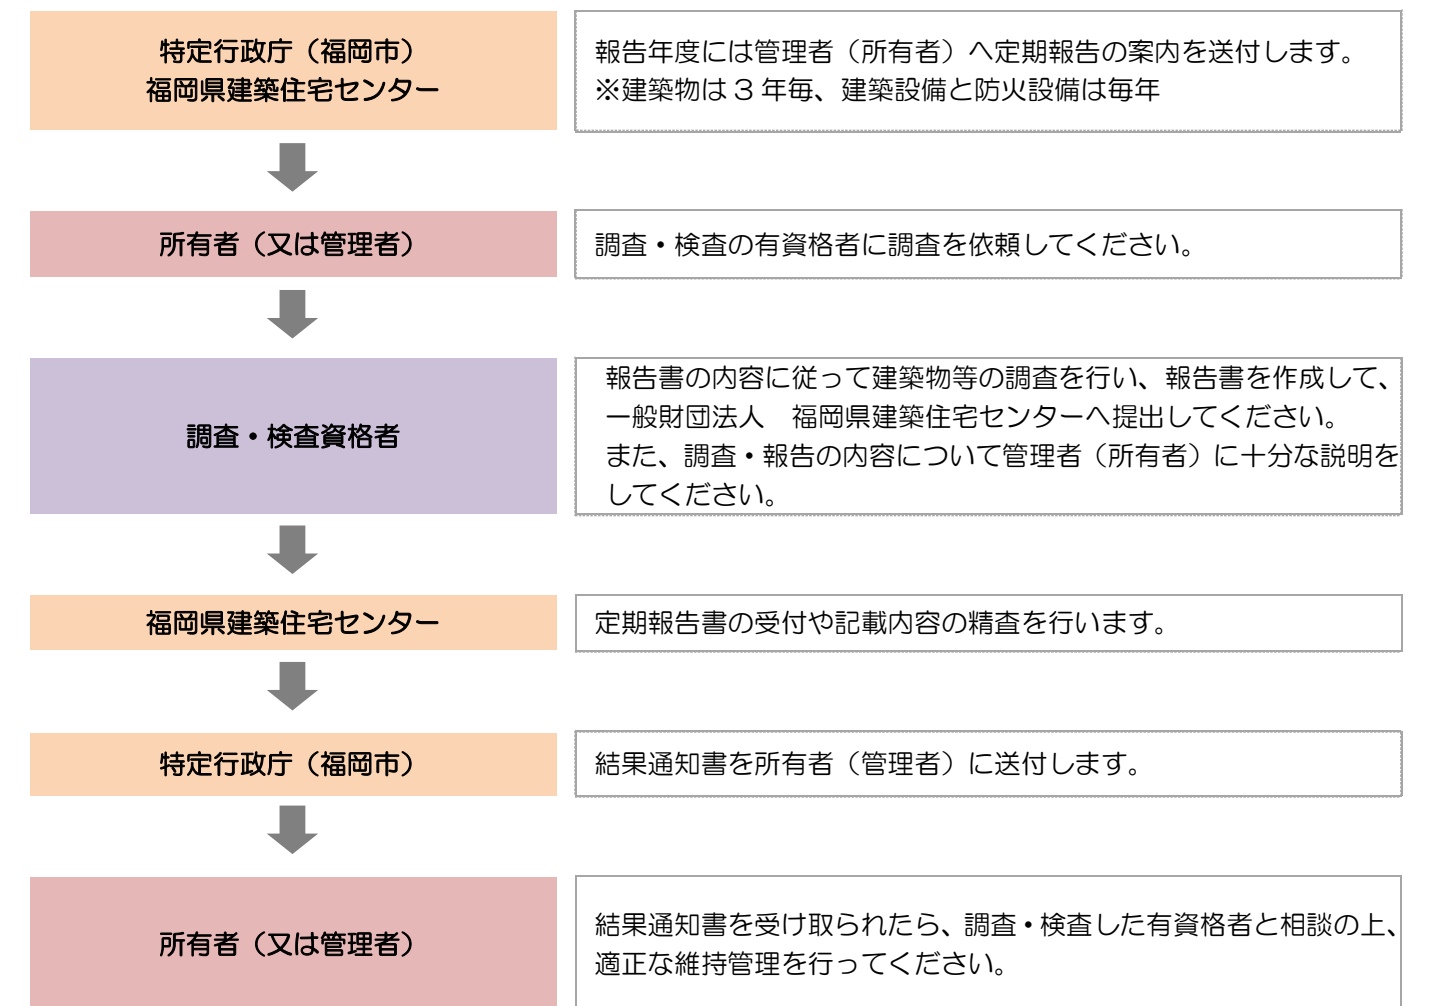 特定行政庁（福岡市）
福岡県建築住宅センター
報告年度には管理者（所有者）へ定期報告の案内を送付します。
※建築物は３年毎、建築設備と防火設備は毎年
所有者（又は管理者）
調査・検査の有資格者に調査を依頼してください。
調査・検査資格者
報告書の内容に従って建築物等の調査を行い、報告書を作成して、
一般財団法人　福岡県建築住宅センターへ提出してください。
また、調査・報告の内容について管理者（所有者）に十分な説明を
してください。
福岡県建築住宅センター
定期報告書の受付や記載内容の精査を行います。
特定行政庁（福岡市）
結果通知書を所有者（管理者）に送付します。
所有者（又は管理者）
結果通知書を受け取られたら、調査・検査した有資格者と相談の上、
適正な維持管理を行ってください。